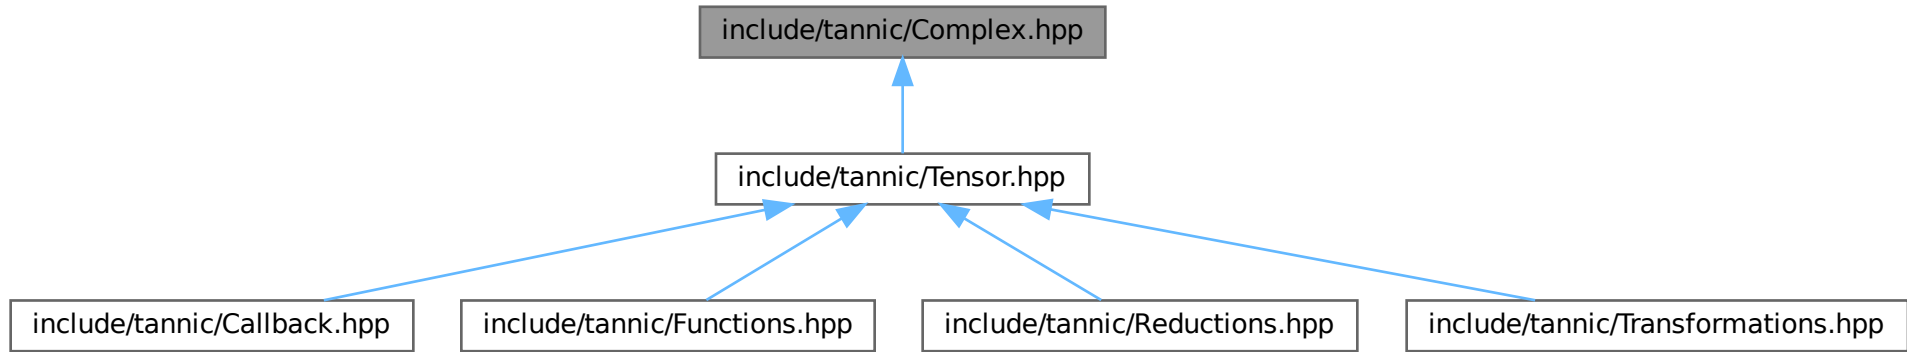 include/tannic/Complex.hpp
include/tannic/Tensor.hpp
include/tannic/Callback.hpp
include/tannic/Functions.hpp
include/tannic/Reductions.hpp
include/tannic/Transformations.hpp